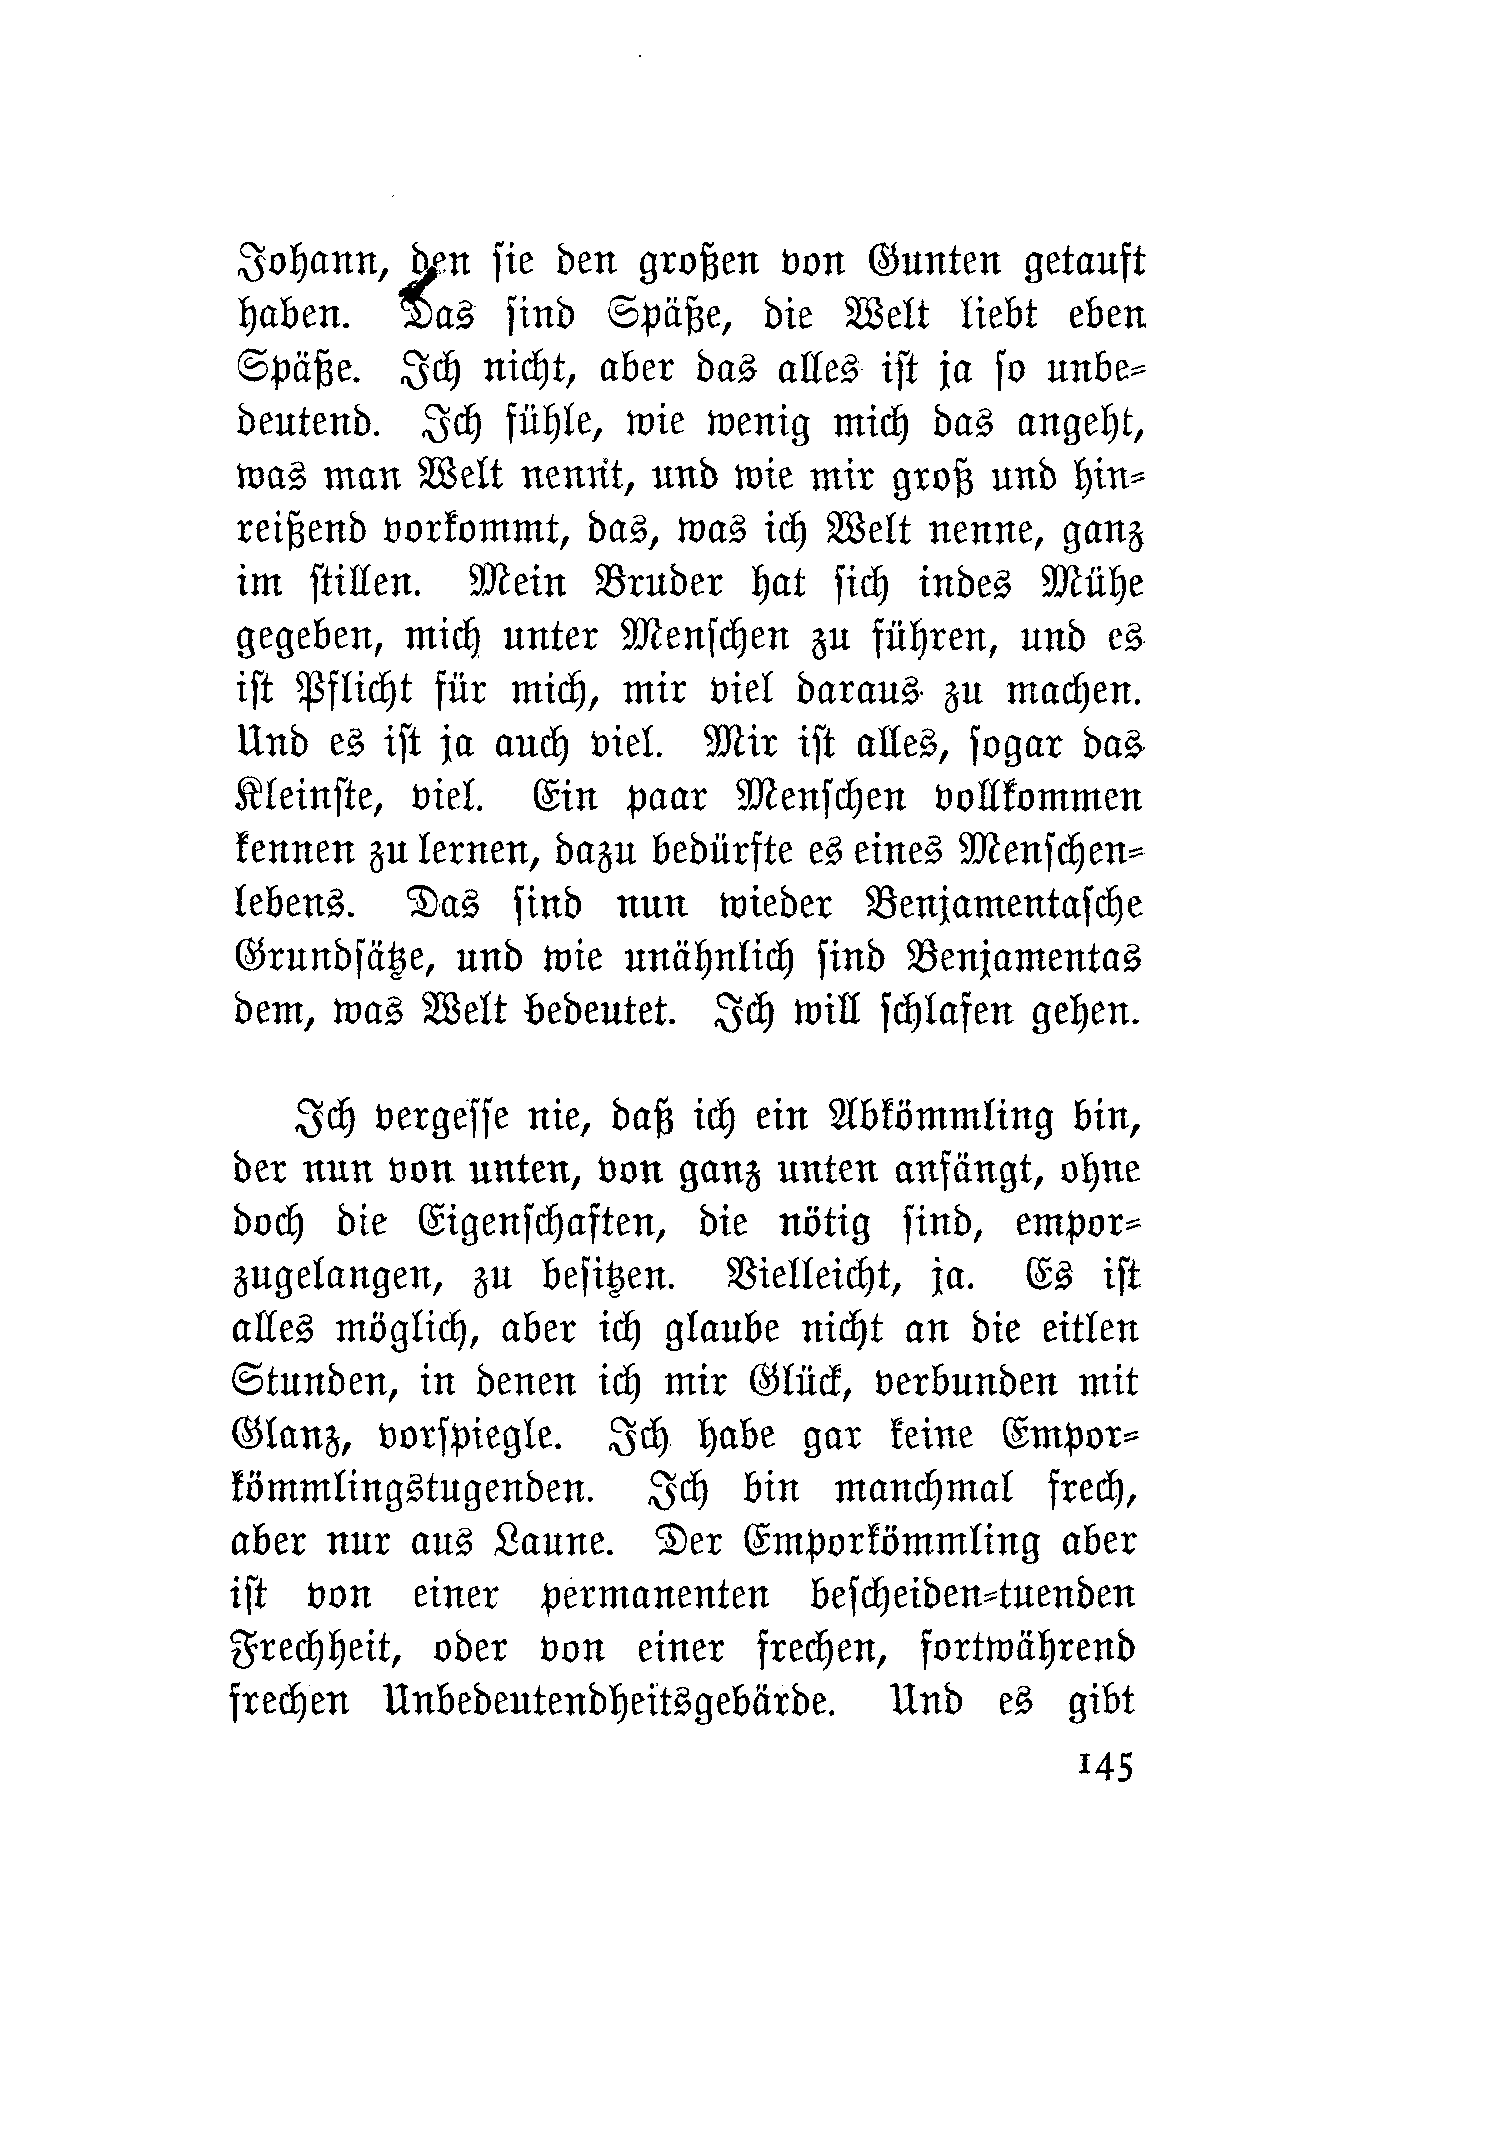 Johann, den ſie den großen von Gunten getauft
haben. Das ſind Späße, die Welt liebt eben
Späße. Ich nicht, aber das alles iſt ja ſo unbe⸗
deutend. Ich fühle, wie wenig mich das angeht,
was man Welt nennt, und wie mir groß und hin⸗
reißend vorkommt, das, was ich Welt nenne, ganz
im ſtillen. Mein Bruder hat ſich indes Mühe
gegeben, mich unter Menſchen zu führen, und es
iſt Pflicht für mich, mir viel daraus zu machen.
Und es iſt ja auch viel. Mir iſt alles, ſogar das
Kleinſte, viel. Ein paar Menſchen vollkommen
kennen zu lernen, dazu bedürfte es eines Menſchen⸗
lebens. Das ſind nun wieder Benjamentaſche
Grundſätze, und wie unähnlich ſind Benjamentas
dem, was Welt bedeutet. Ich will ſchlafen gehen.
Ich vergeſſe nie, daß ich ein Abkömmling bin,
der nun von unten, von ganz unten anfängt, ohne
doch die Eigenſchaften, die nötig ſind, empor⸗
zugelangen, zu beſitzen. Vielleicht, ja. Es iſt
alles möglich, aber ich glaube nicht an die eitlen
Stunden, in denen ich mir Glück, verbunden mit
Glanz, vorſpiegle. Ich habe gar keine Empor⸗
kömmlingstugenden. Ich bin manchmal frech,
aber nur aus Laune. Der Emporkömmling aber
iſt von einer permanenten beſcheiden⸗tuenden
Frechheit, oder von einer frechen, fortwährend
frechen Unbedeutendheitsgebärde. Und es gibt
145